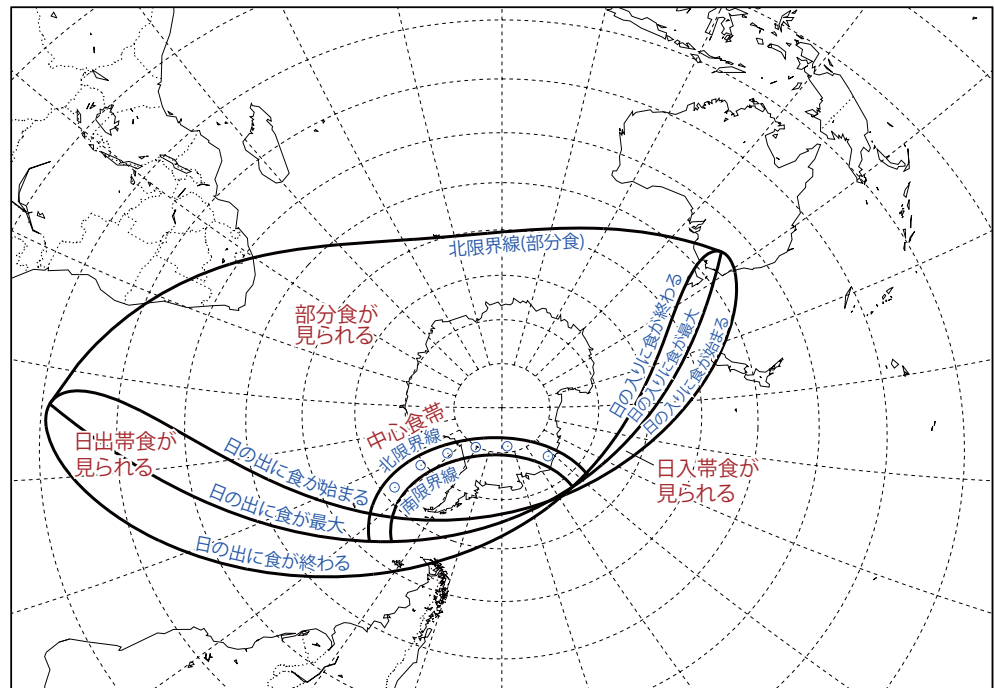 北限界線(部分食)
部分食が
見られる
日の入りに食が終わる
日の入りに食が最大
日の入りに食が始まる
中心食帯
北限界線
南限界線
日出帯食が
見られる
日の出に食が始まる
日の出に食が最大
日の出に食が終わる
日入帯食が
見られる